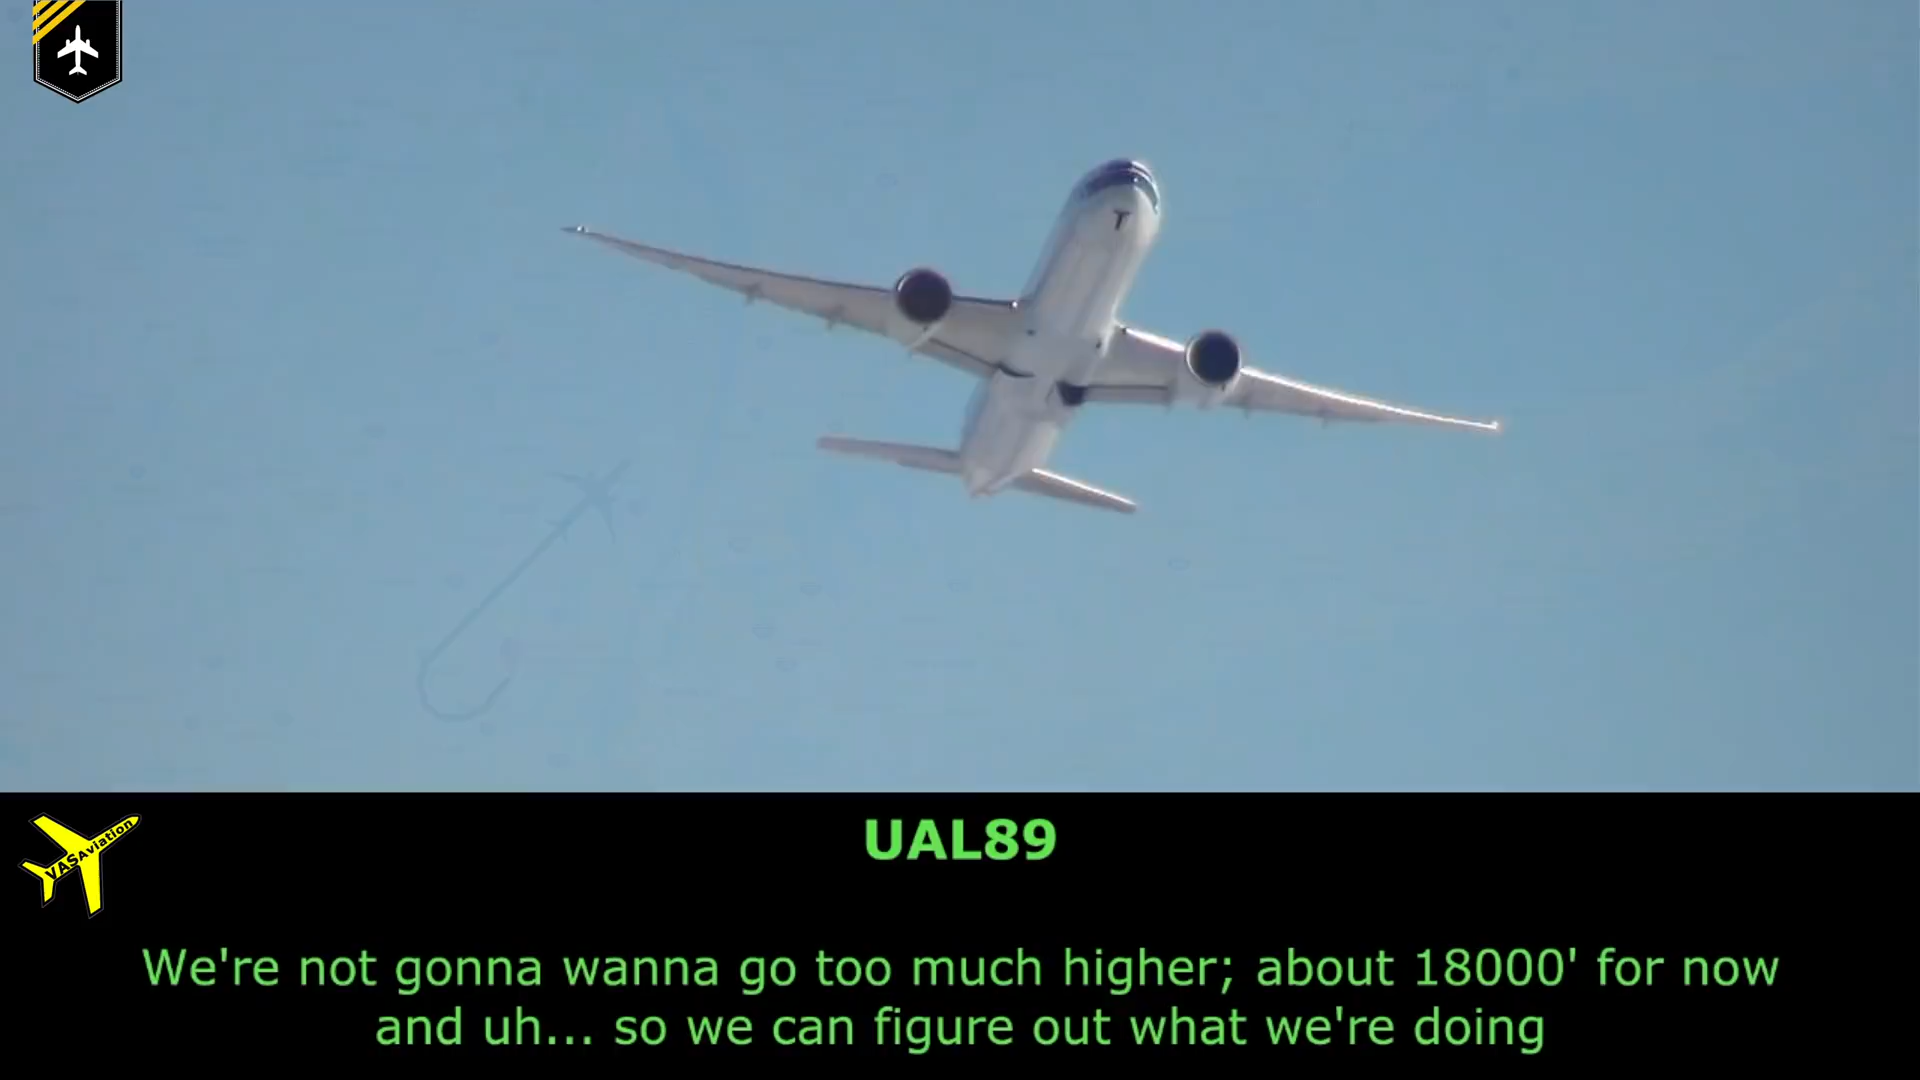 VASAviation
UAL89
We're not gonna wanna go too much higher; about 18000' for now
and uh... so we can figure out what we're doing